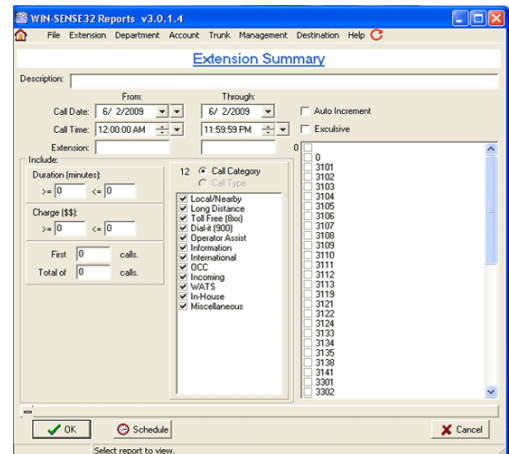 WIN-SENSE32 Reports v3.0.1.4
File Extension Department Account Trunk Management Destination Help
Extension Summary
Description:
From: Through:
Call Date: 6/ 2/2009 6/ 2/2009 Auto Increment
Call Time: 12:00:00 AM 11:59:59 PM Exculsive
Extension: 0
Include:
Duration (minutes):
>= 0 <= 0
Charge ($$):
>= 0 <= 0
First 0 calls.
Total of 0 calls.
12 Call Category
Call Type
Local/Nearby
Long Distance
Toll Free (8xx)
Dial-it (900)
Operator Assist
Information
International
OCC
Incoming
WATS
In-House
Miscellaneous
0
3101
3102
3103
3104
3105
3106
3107
3108
3109
3110
3111
3112
3113
3119
3121
3122
3124
3133
3134
3135
3138
3141
3301
3302
OK Schedule Cancel
Select report to view.